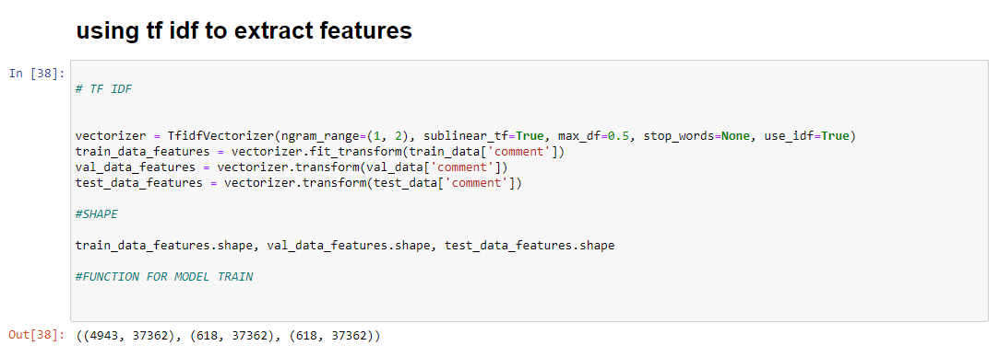 using tf idf to extract features
In [38]:
# TF IDF
vectorizer = TfidfVectorizer(ngram_range=(1, 2), sublinear_tf=True, max_df=0.5, stop_words=None, use_idf=True)
train_data_features = vectorizer.fit_transform(train_data['comment'])
val_data_features = vectorizer.transform(val_data['comment'])
test_data_features = vectorizer.transform(test_data['comment'])
#SHAPE
train_data_features.shape, val_data_features.shape, test_data_features.shape
#FUNCTION FOR MODEL TRAIN
Out[38]: ((4943, 37362), (618, 37362), (618, 37362))